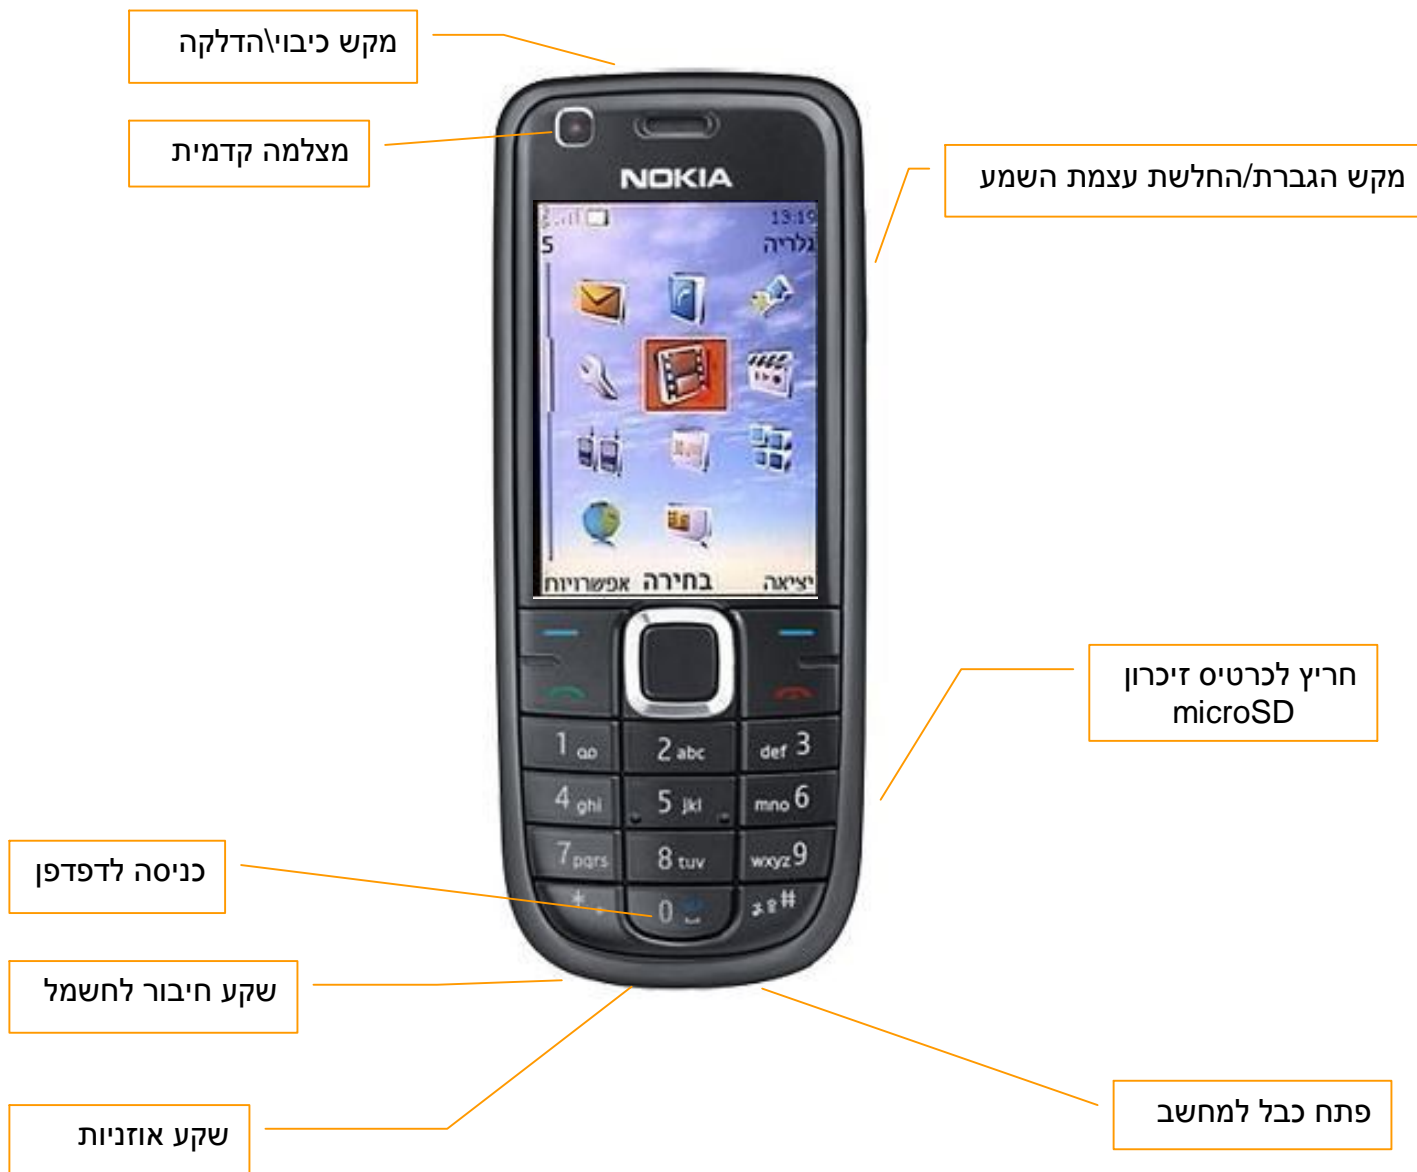 מקש כיבוי\הדלקה
מצלמה קדמית
מקש הגברת/החלשת עצמת השמע
NOKIA
13:19
5
גלריה
אפשרויות
בחירה
יציאה
חריץ לכרטיס זיכרון
microSD
1
2 abc
def 3
4 ghi
5 jkl
mno 6
7 pqrs
8 tuv
wxyz 9
*
0
#
כניסה לדפדפן
שקע חיבור לחשמל
שקע אוזניות
פתח כבל למחשב